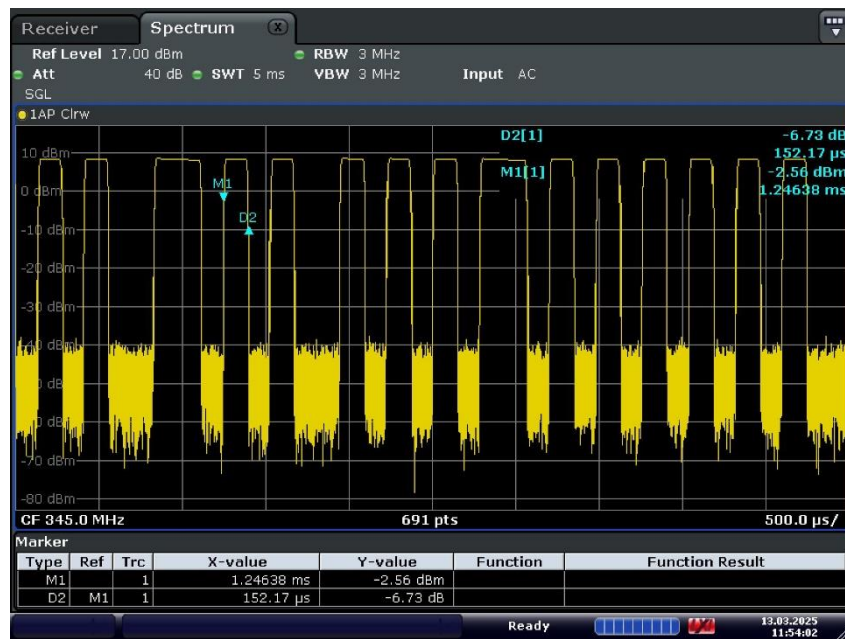 Receiver Spectrum X
Ref Level 17.00 dBm RBW 3 MHz
Att 40 dB SWT 5 ms VBW 3 MHz Input AC
SGL
1AP Clrw
D2[1] -6.73 dB
152.17 µs
M1[1] -2.56 dBm
1.24638 ms
10 dBm
M1
0 dBm
D2
-10 dBm
-20 dBm
-30 dBm
-70 dBm
-80 dBm
CF 345.0 MHz 691 pts 500.0 µs/
Marker
Type Ref Trc X-value Y-value Function Function Result
M1 1 1.24638 ms -2.56 dBm
D2 M1 1 152.17 µs -6.73 dB
Ready 13.03.2025
11:54:02